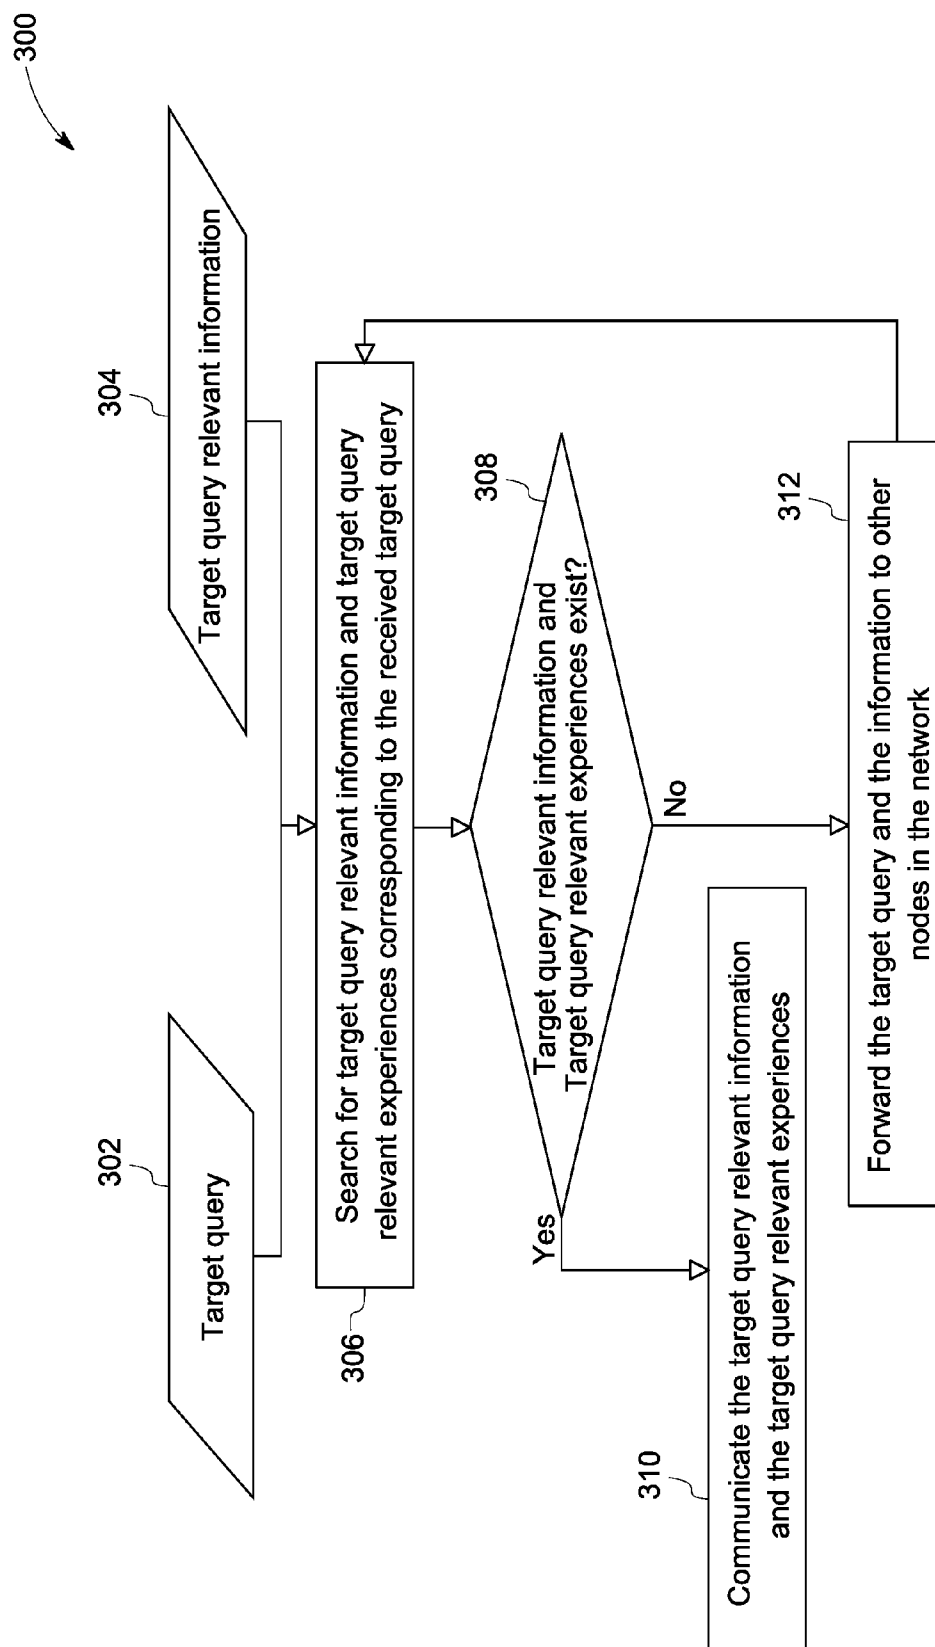 300
302
Target query
304
Target query relevant information
306
Search for target query relevant information and target query
relevant experiences corresponding to the received target query
308
Target query relevant information and
Target query relevant experiences exist?
Yes
No
310
Communicate the target query relevant information
and the target query relevant experiences
312
Forward the target query and the information to other
nodes in the network